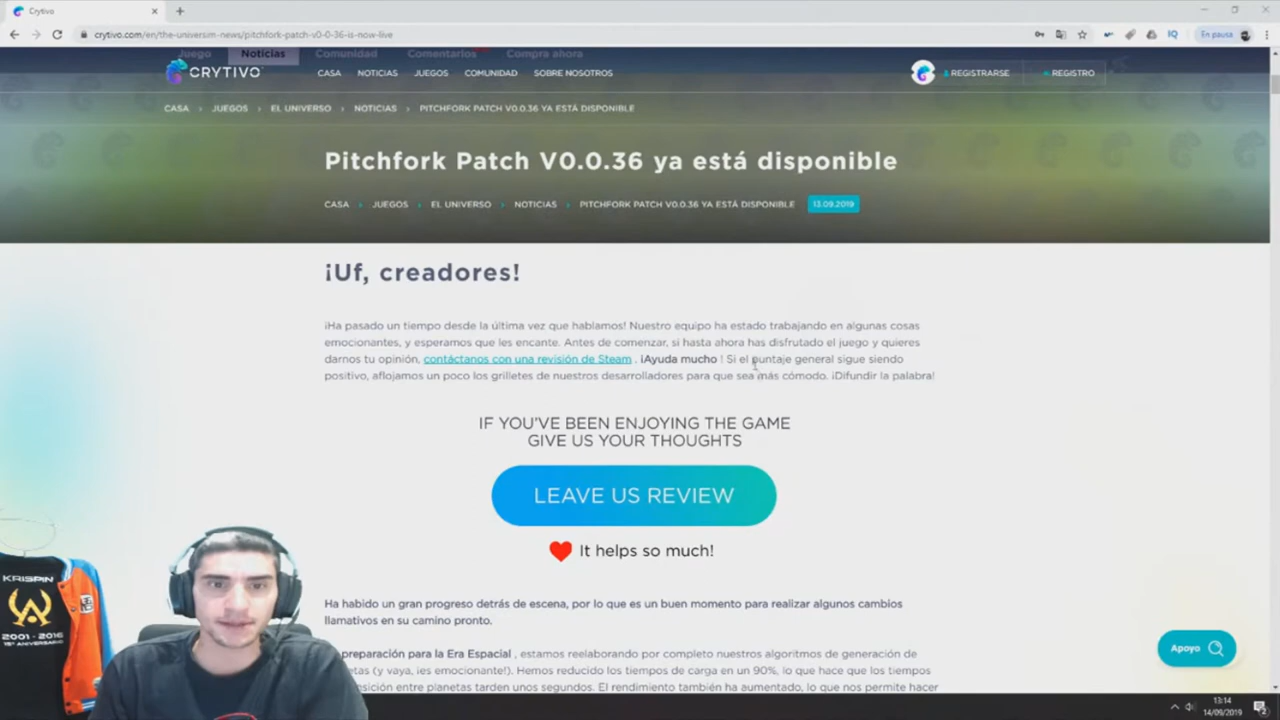 Crytivo
crytivo.com/en/the-universim-news/pitchfork-patch-v0-0-36-is-now-live
En pausa
Juego Noticias Comunidad Comentarios Compra ahora
CRYTIVO CASA NOTICIAS JUEGOS COMUNIDAD SOBRE NOSOTROS REGISTRARSE REGISTRO
CASA > JUEGOS > EL UNIVERSO > NOTICIAS > PITCHFORK PATCH V0.0.36 YA ESTÁ DISPONIBLE
Pitchfork Patch V0.0.36 ya está disponible
CASA > JUEGOS > EL UNIVERSO > NOTICIAS > PITCHFORK PATCH V0.0.36 YA ESTÁ DISPONIBLE 13.09.2019
¡Uf, creadores!
¡Ha pasado un tiempo desde la última vez que hablamos! Nuestro equipo ha estado trabajando en algunas cosas
emocionantes, y esperamos que les encante. Antes de comenzar, si hasta ahora has disfrutado el juego y quieres
darnos tu opinión, contáctanos con una revisión de Steam . ¡Ayuda mucho ! Si el puntaje general sigue siendo
positivo, aflojamos un poco los grilletes de nuestros desarrolladores para que sea más cómodo. ¡Difundir la palabra!
IF YOU'VE BEEN ENJOYING THE GAME
GIVE US YOUR THOUGHTS
LEAVE US REVIEW
It helps so much!
Ha habido un gran progreso detrás de escena, por lo que es un buen momento para realizar algunos cambios
llamativos en su camino pronto.
preparación para la Era Espacial , estamos reelaborando por completo nuestros algoritmos de generación de
etas (y vaya, ¡es emocionante!). Hemos reducido los tiempos de carga en un 90%, lo que hace que los tiempos
posición entre planetas tarden unos segundos. El rendimiento también ha aumentado, lo que nos permite hacer
Apoyo
KRISPIN
2001 - 2016
15º ANIVERSARIO
13:14
14/09/2019
2